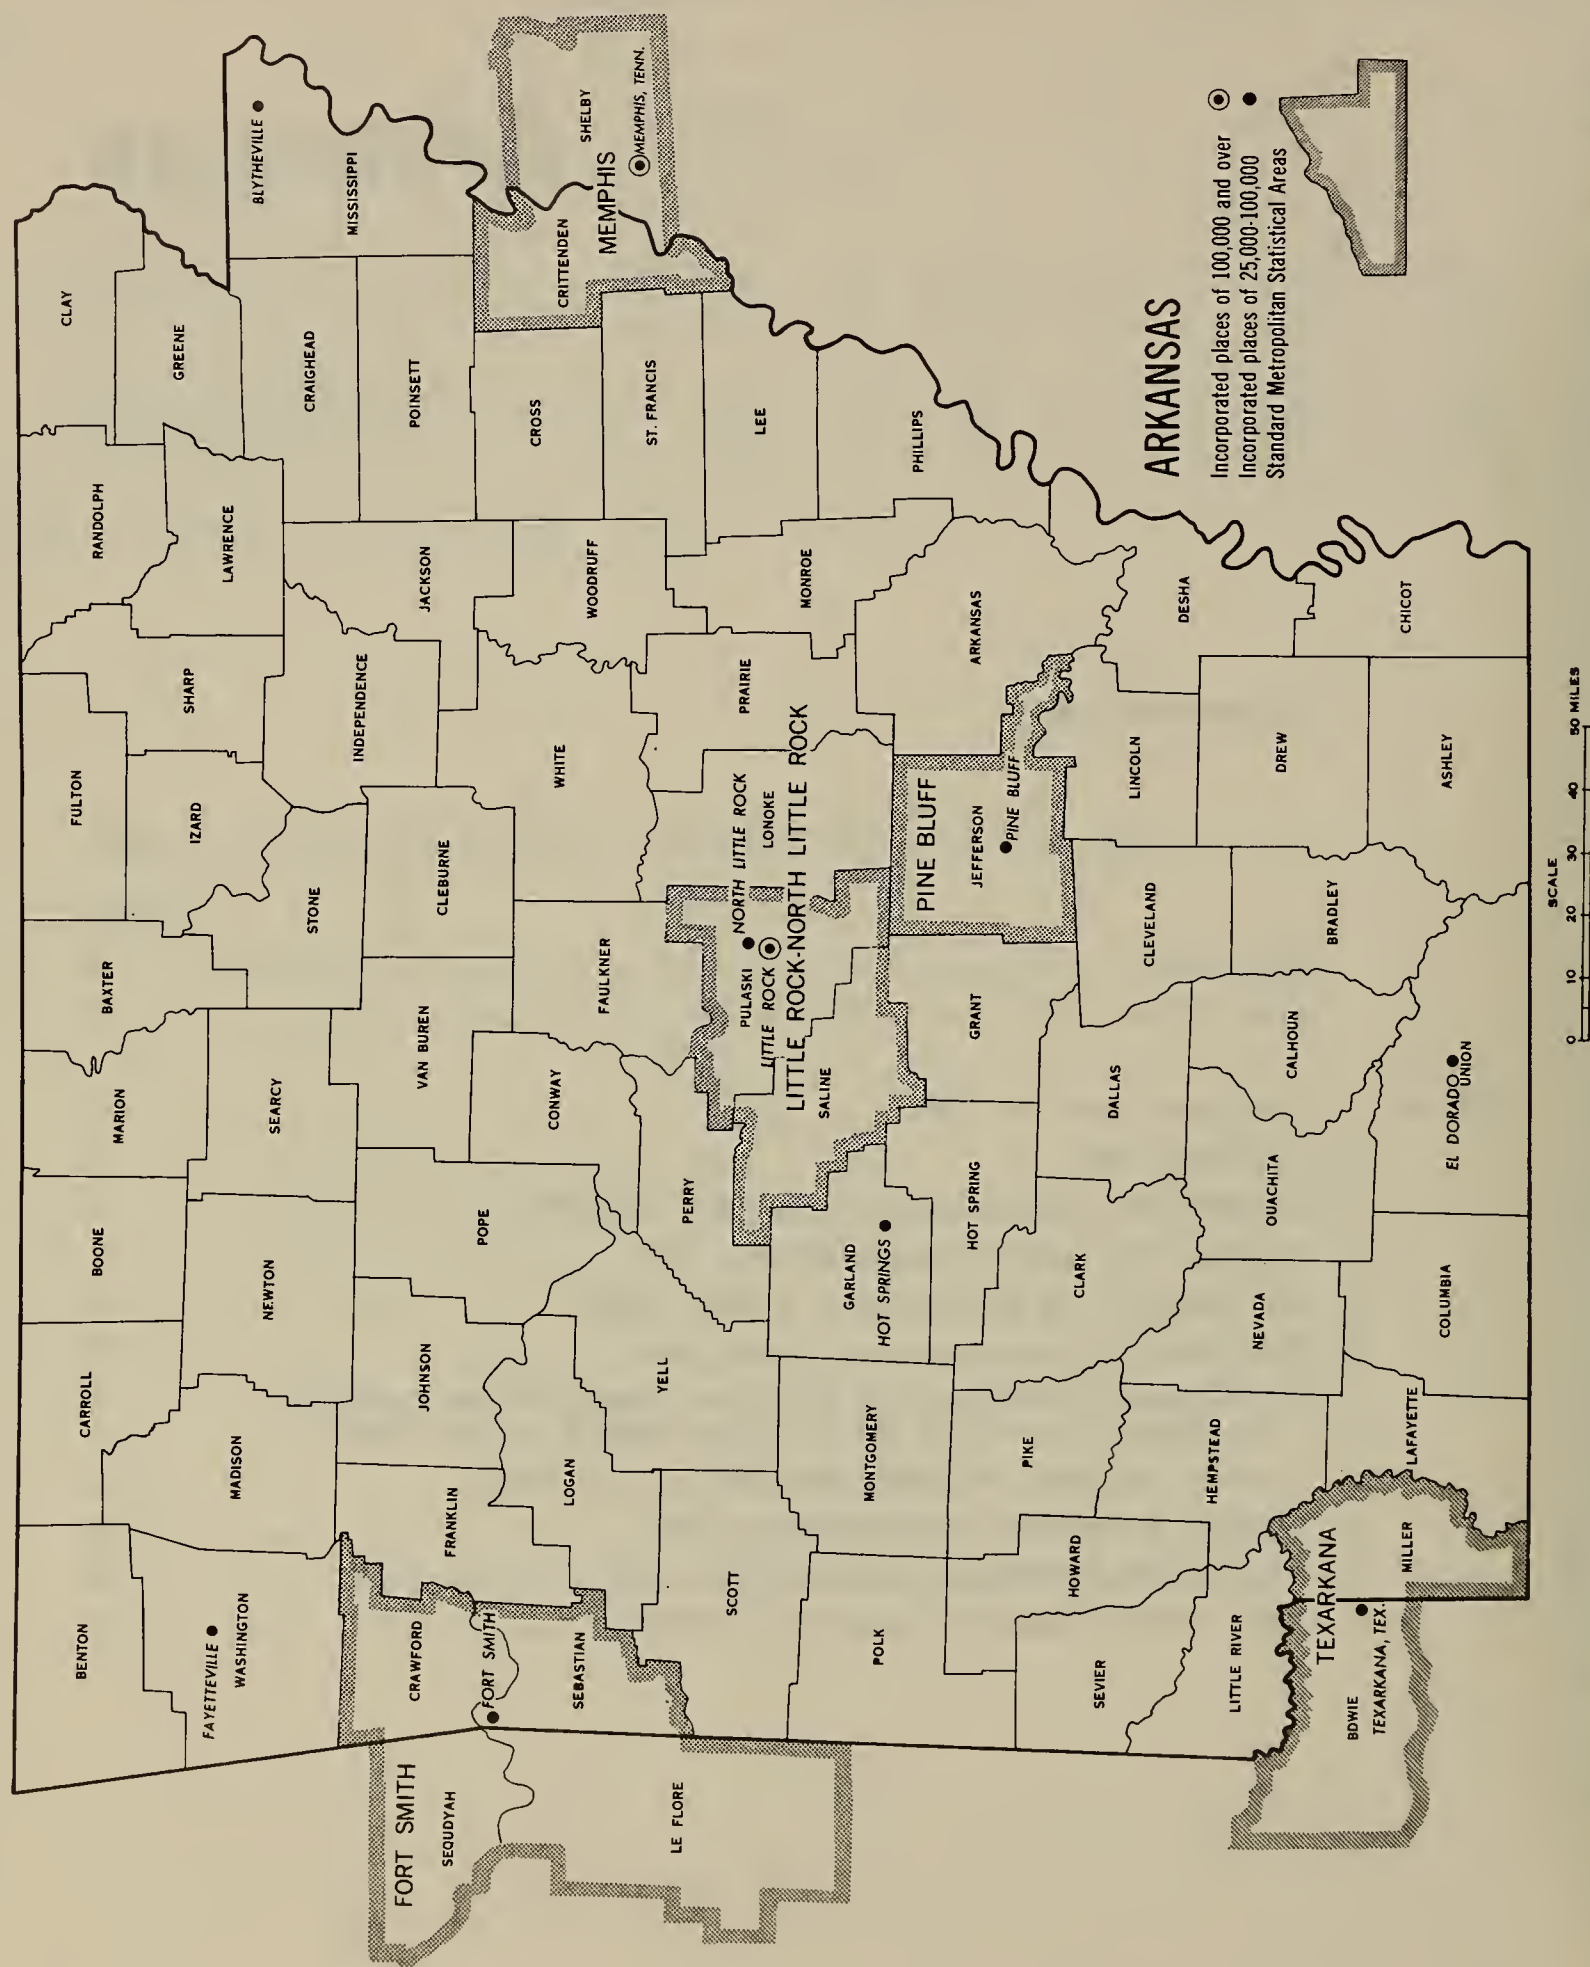 ARKANSAS
Incorporated places of 100,000 and over
Incorporated places of 25,000-100,000
Standard Metropolitan Statistical Areas
BENTON
CARROLL
BOONE
MARION
BAXTER
FULTON
RANDOLPH
CLAY
FAYETTEVILLE
WASHINGTON
MADISON
NEWTON
SEARCY
STONE
IZARD
SHARP
LAWRENCE
GREENE
BLYTHEVILLE
MISSISSIPPI
CRAIGHEAD
INDEPENDENCE
FORT SMITH
SEQUDYAH
CRAWFORD
FORT SMITH
FRANKLIN
JOHNSON
POPE
VAN BUREN
CLEBURNE
JACKSON
POINSETT
CRITTENDEN
MEMPHIS
SHELBY
MEMPHIS, TENN.
LE FLORE
SEBASTIAN
LOGAN
CONWAY
FAULKNER
WHITE
WOODRUFF
CROSS
ST. FRANCIS
SCOTT
YELL
PERRY
PULASKI
NORTH LITTLE ROCK
LITTLE ROCK
LITTLE ROCK-NORTH LITTLE ROCK
LONOKE
PRAIRIE
MONROE
LEE
POLK
MONTGOMERY
GARLAND
HOT SPRINGS
SALINE
PHILLIPS
HOWARD
PIKE
CLARK
HOT SPRING
GRANT
PINE BLUFF
JEFFERSON
PINE BLUFF
ARKANSAS
SEVIER
DALLAS
CLEVELAND
LINCOLN
DESHA
LITTLE RIVER
HEMPSTEAD
NEVADA
OUACHITA
CALHOUN
BRADLEY
DREW
TEXARKANA
BDWIE
TEXARKANA, TEX.
MILLER
LAFAYETTE
COLUMBIA
EL DORADO
UNION
ASHLEY
CHICOT
SCALE
0 10 20 30 40 50 MILES